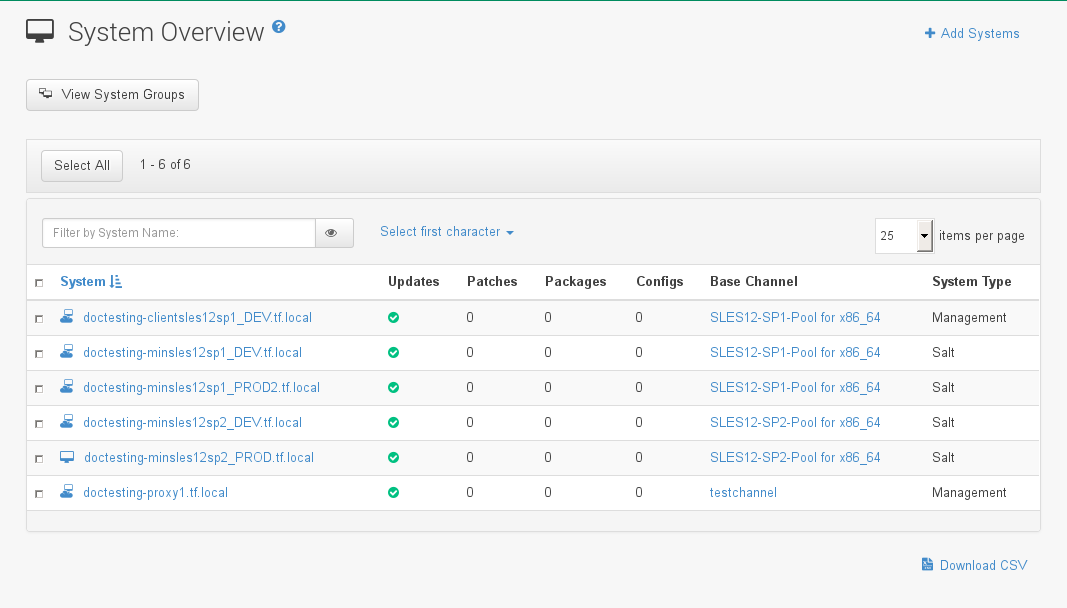 System Overview ?
+ Add Systems
View System Groups
Select All 1 - 6 of 6
Filter by System Name: Select first character 25 items per page
System Updates Patches Packages Configs Base Channel System Type
doctesting-clientsles12sp1_DEV.tf.local 0 0 0 SLES12-SP1-Pool for x86_64 Management
doctesting-minsles12sp1_DEV.tf.local 0 0 0 SLES12-SP1-Pool for x86_64 Salt
doctesting-minsles12sp1_PROD2.tf.local 0 0 0 SLES12-SP1-Pool for x86_64 Salt
doctesting-minsles12sp2_DEV.tf.local 0 0 0 SLES12-SP2-Pool for x86_64 Salt
doctesting-minsles12sp2_PROD.tf.local 0 0 0 SLES12-SP2-Pool for x86_64 Salt
doctesting-proxy1.tf.local 0 0 0 testchannel Management
Download CSV